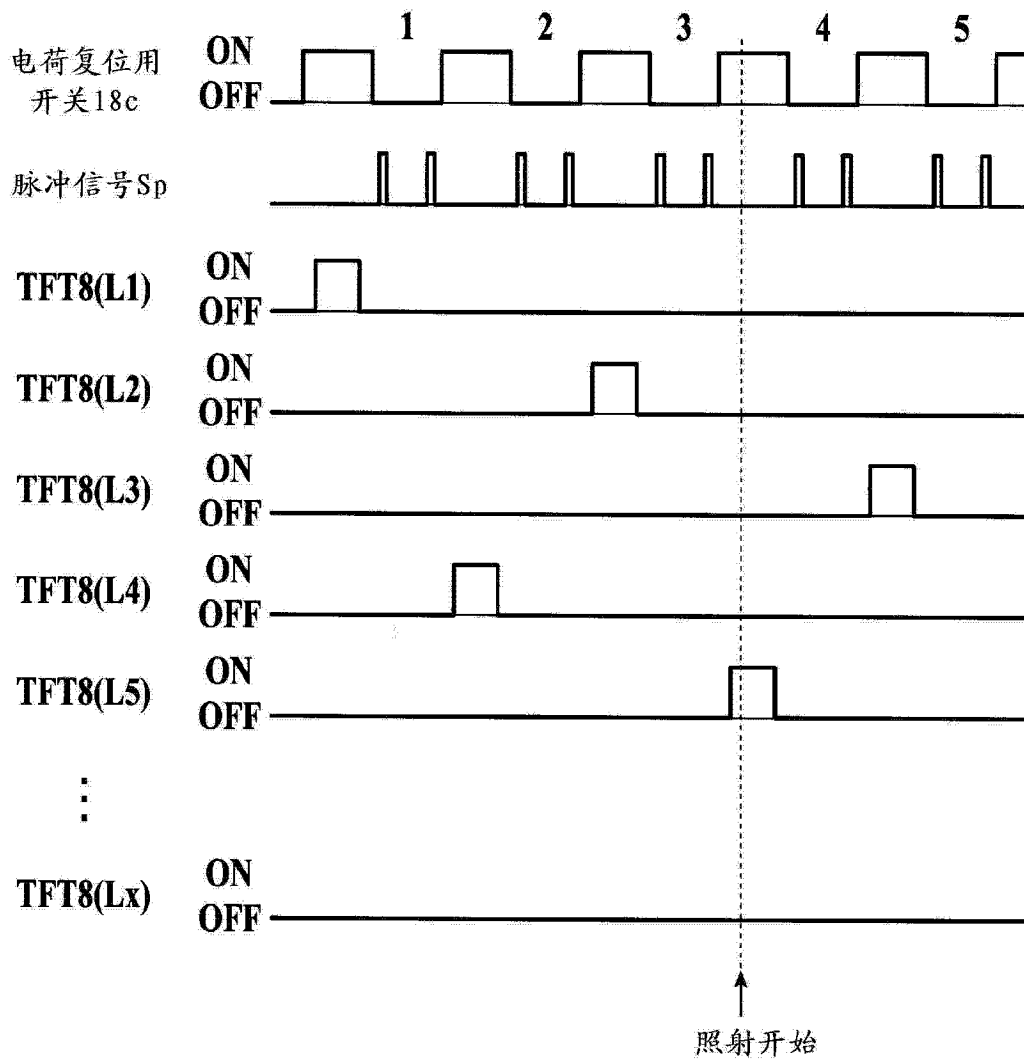 1 2 3 4 5
电荷复位用
开关18c
ON
OFF
脉冲信号Sp
TFT8(L1)
ON
OFF
TFT8(L2)
ON
OFF
TFT8(L3)
ON
OFF
TFT8(L4)
ON
OFF
TFT8(L5)
ON
OFF
⋮
TFT8(Lx)
ON
OFF
照射开始